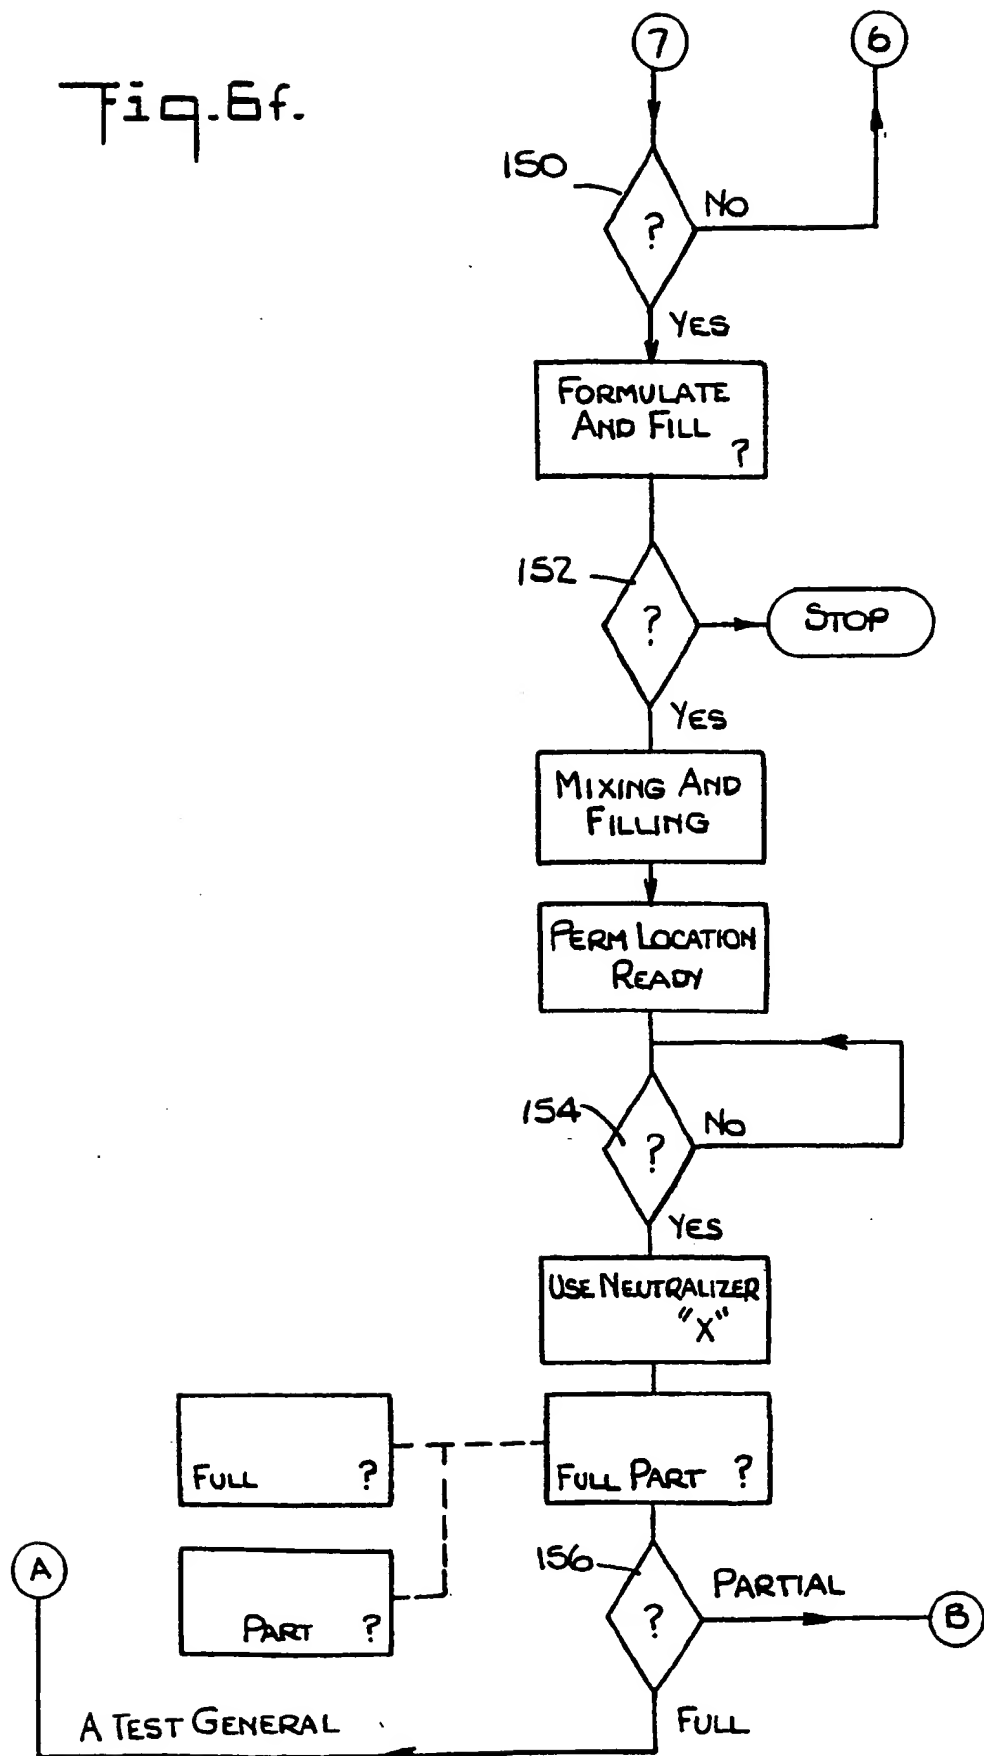 7
6
Fig. 6f.
150
?
NO
YES
FORMULATE
AND FILL
?
152
?
STOP
YES
MIXING AND
FILLING
PERM LOCATION
READY
154
?
NO
YES
USE NEUTRALIZER
"X"
FULL ?
FULL PART ?
A
156
PART ?
?
PARTIAL
B
A TEST GENERAL
FULL